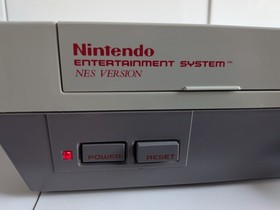 Nintendo
ENTERTAINMENT SYSTEM™
NES VERSION
POWER RESET